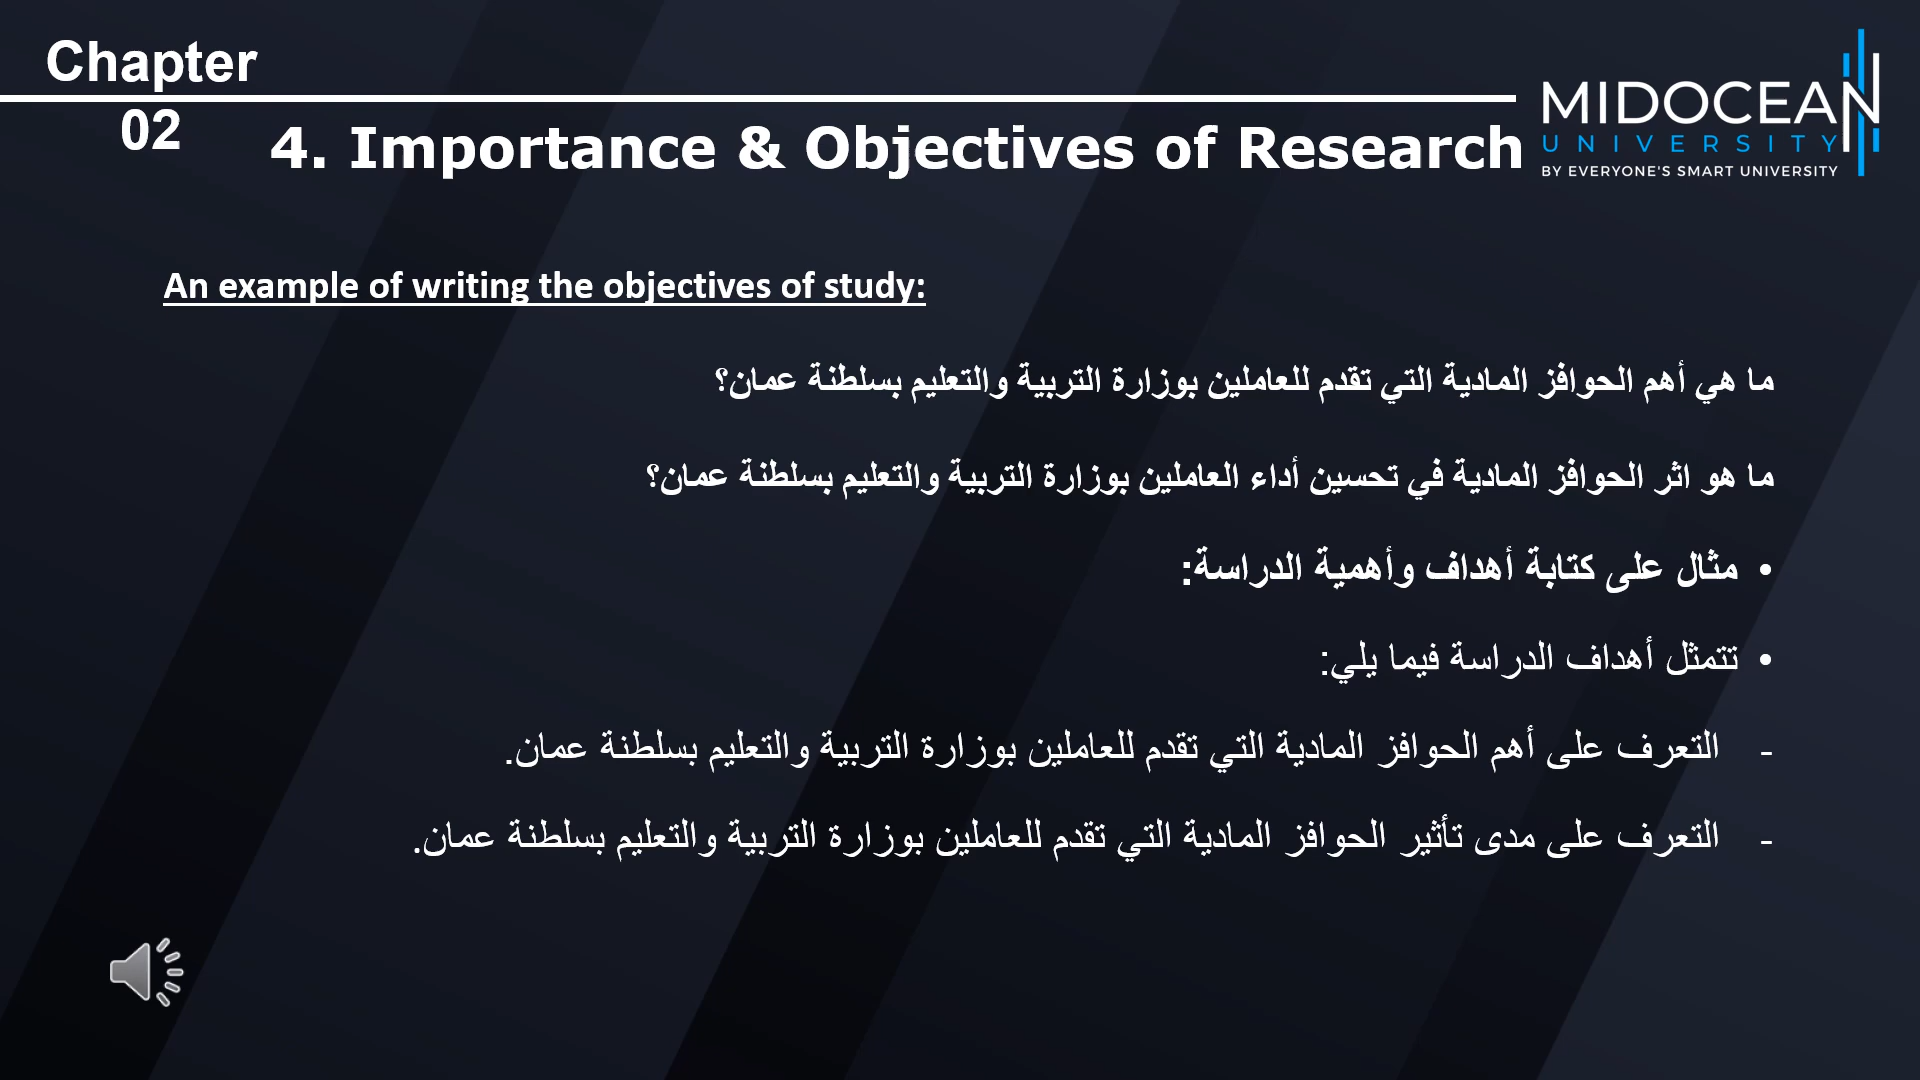 Chapter
02
4. Importance & Objectives of Research
MIDOCEAN
UNIVERSITY
BY EVERYONE'S SMART UNIVERSITY
An example of writing the objectives of study:
ما هي أهم الحوافز المادية التي تقدم للعاملين بوزارة التربية والتعليم بسلطنة عمان؟
ما هو اثر الحوافز المادية في تحسين أداء العاملين بوزارة التربية والتعليم بسلطنة عمان؟
• مثال على كتابة أهداف وأهمية الدراسة:
• تتمثل أهداف الدراسة فيما يلي:
- التعرف على أهم الحوافز المادية التي تقدم للعاملين بوزارة التربية والتعليم بسلطنة عمان.
- التعرف على مدى تأثير الحوافز المادية التي تقدم للعاملين بوزارة التربية والتعليم بسلطنة عمان.